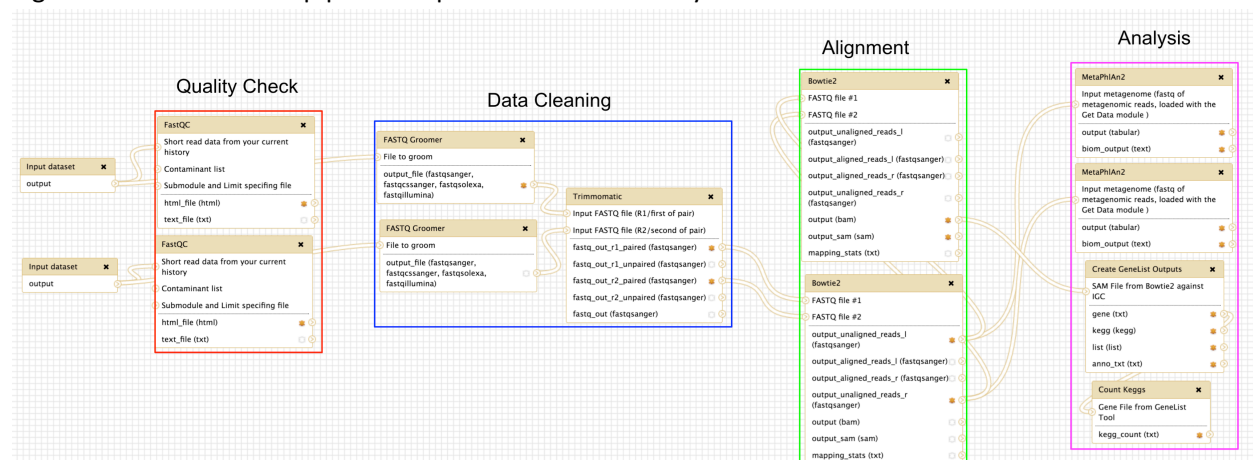 Quality Check
Data Cleaning
Alignment
Analysis
Input dataset
output
Input dataset
output
FastQC
Short read data from your current
history
Contaminant list
Submodule and Limit specifing file
html_file (html)
text_file (txt)
FastQC
Short read data from your current
history
Contaminant list
Submodule and Limit specifing file
html_file (html)
text_file (txt)
FASTQ Groomer
File to groom
output_file (fastqsanger,
fastqcssanger, fastqsolexa,
fastqillumina)
FASTQ Groomer
File to groom
output_file (fastqsanger,
fastqcssanger, fastqsolexa,
fastqillumina)
Trimmomatic
Input FASTQ file (R1/first of pair)
Input FASTQ file (R2/second of pair)
fastq_out_r1_paired (fastqsanger)
fastq_out_r1_unpaired (fastqsanger)
fastq_out_r2_paired (fastqsanger)
fastq_out_r2_unpaired (fastqsanger)
fastq_out (fastqsanger)
Bowtie2
FASTQ file #1
FASTQ file #2
output_unaligned_reads_l
(fastqsanger)
output_aligned_reads_l (fastqsanger)
output_aligned_reads_r (fastqsanger)
output_unaligned_reads_r
(fastqsanger)
output (bam)
output_sam (sam)
mapping_stats (txt)
Bowtie2
FASTQ file #1
FASTQ file #2
output_unaligned_reads_l
(fastqsanger)
output_aligned_reads_l (fastqsanger)
output_aligned_reads_r (fastqsanger)
output_unaligned_reads_r
(fastqsanger)
output (bam)
output_sam (sam)
mapping_stats (txt)
MetaPhlAn2
Input metagenome (fastq of
metagenomic reads, loaded with the
Get Data module )
output (tabular)
biom_output (text)
MetaPhlAn2
Input metagenome (fastq of
metagenomic reads, loaded with the
Get Data module )
output (tabular)
biom_output (text)
Create GeneList Outputs
SAM File from Bowtie2 against
IGC
gene (txt)
kegg (kegg)
list (list)
anno_txt (txt)
Count Keggs
Gene File from GeneList
Tool
kegg_count (txt)